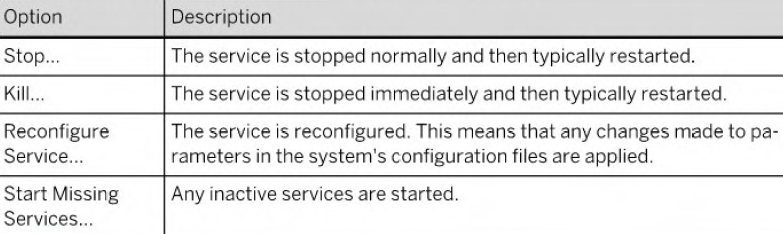 Option Description
Stop... The service is stopped normally and then typically restarted.
Kill... The service is stopped immediately and then typically restarted.
Reconfigure The service is reconfigured. This means that any changes made to pa-
Service... rameters in the system's configuration files are applied.
Start Missing Any inactive services are started.
Services...